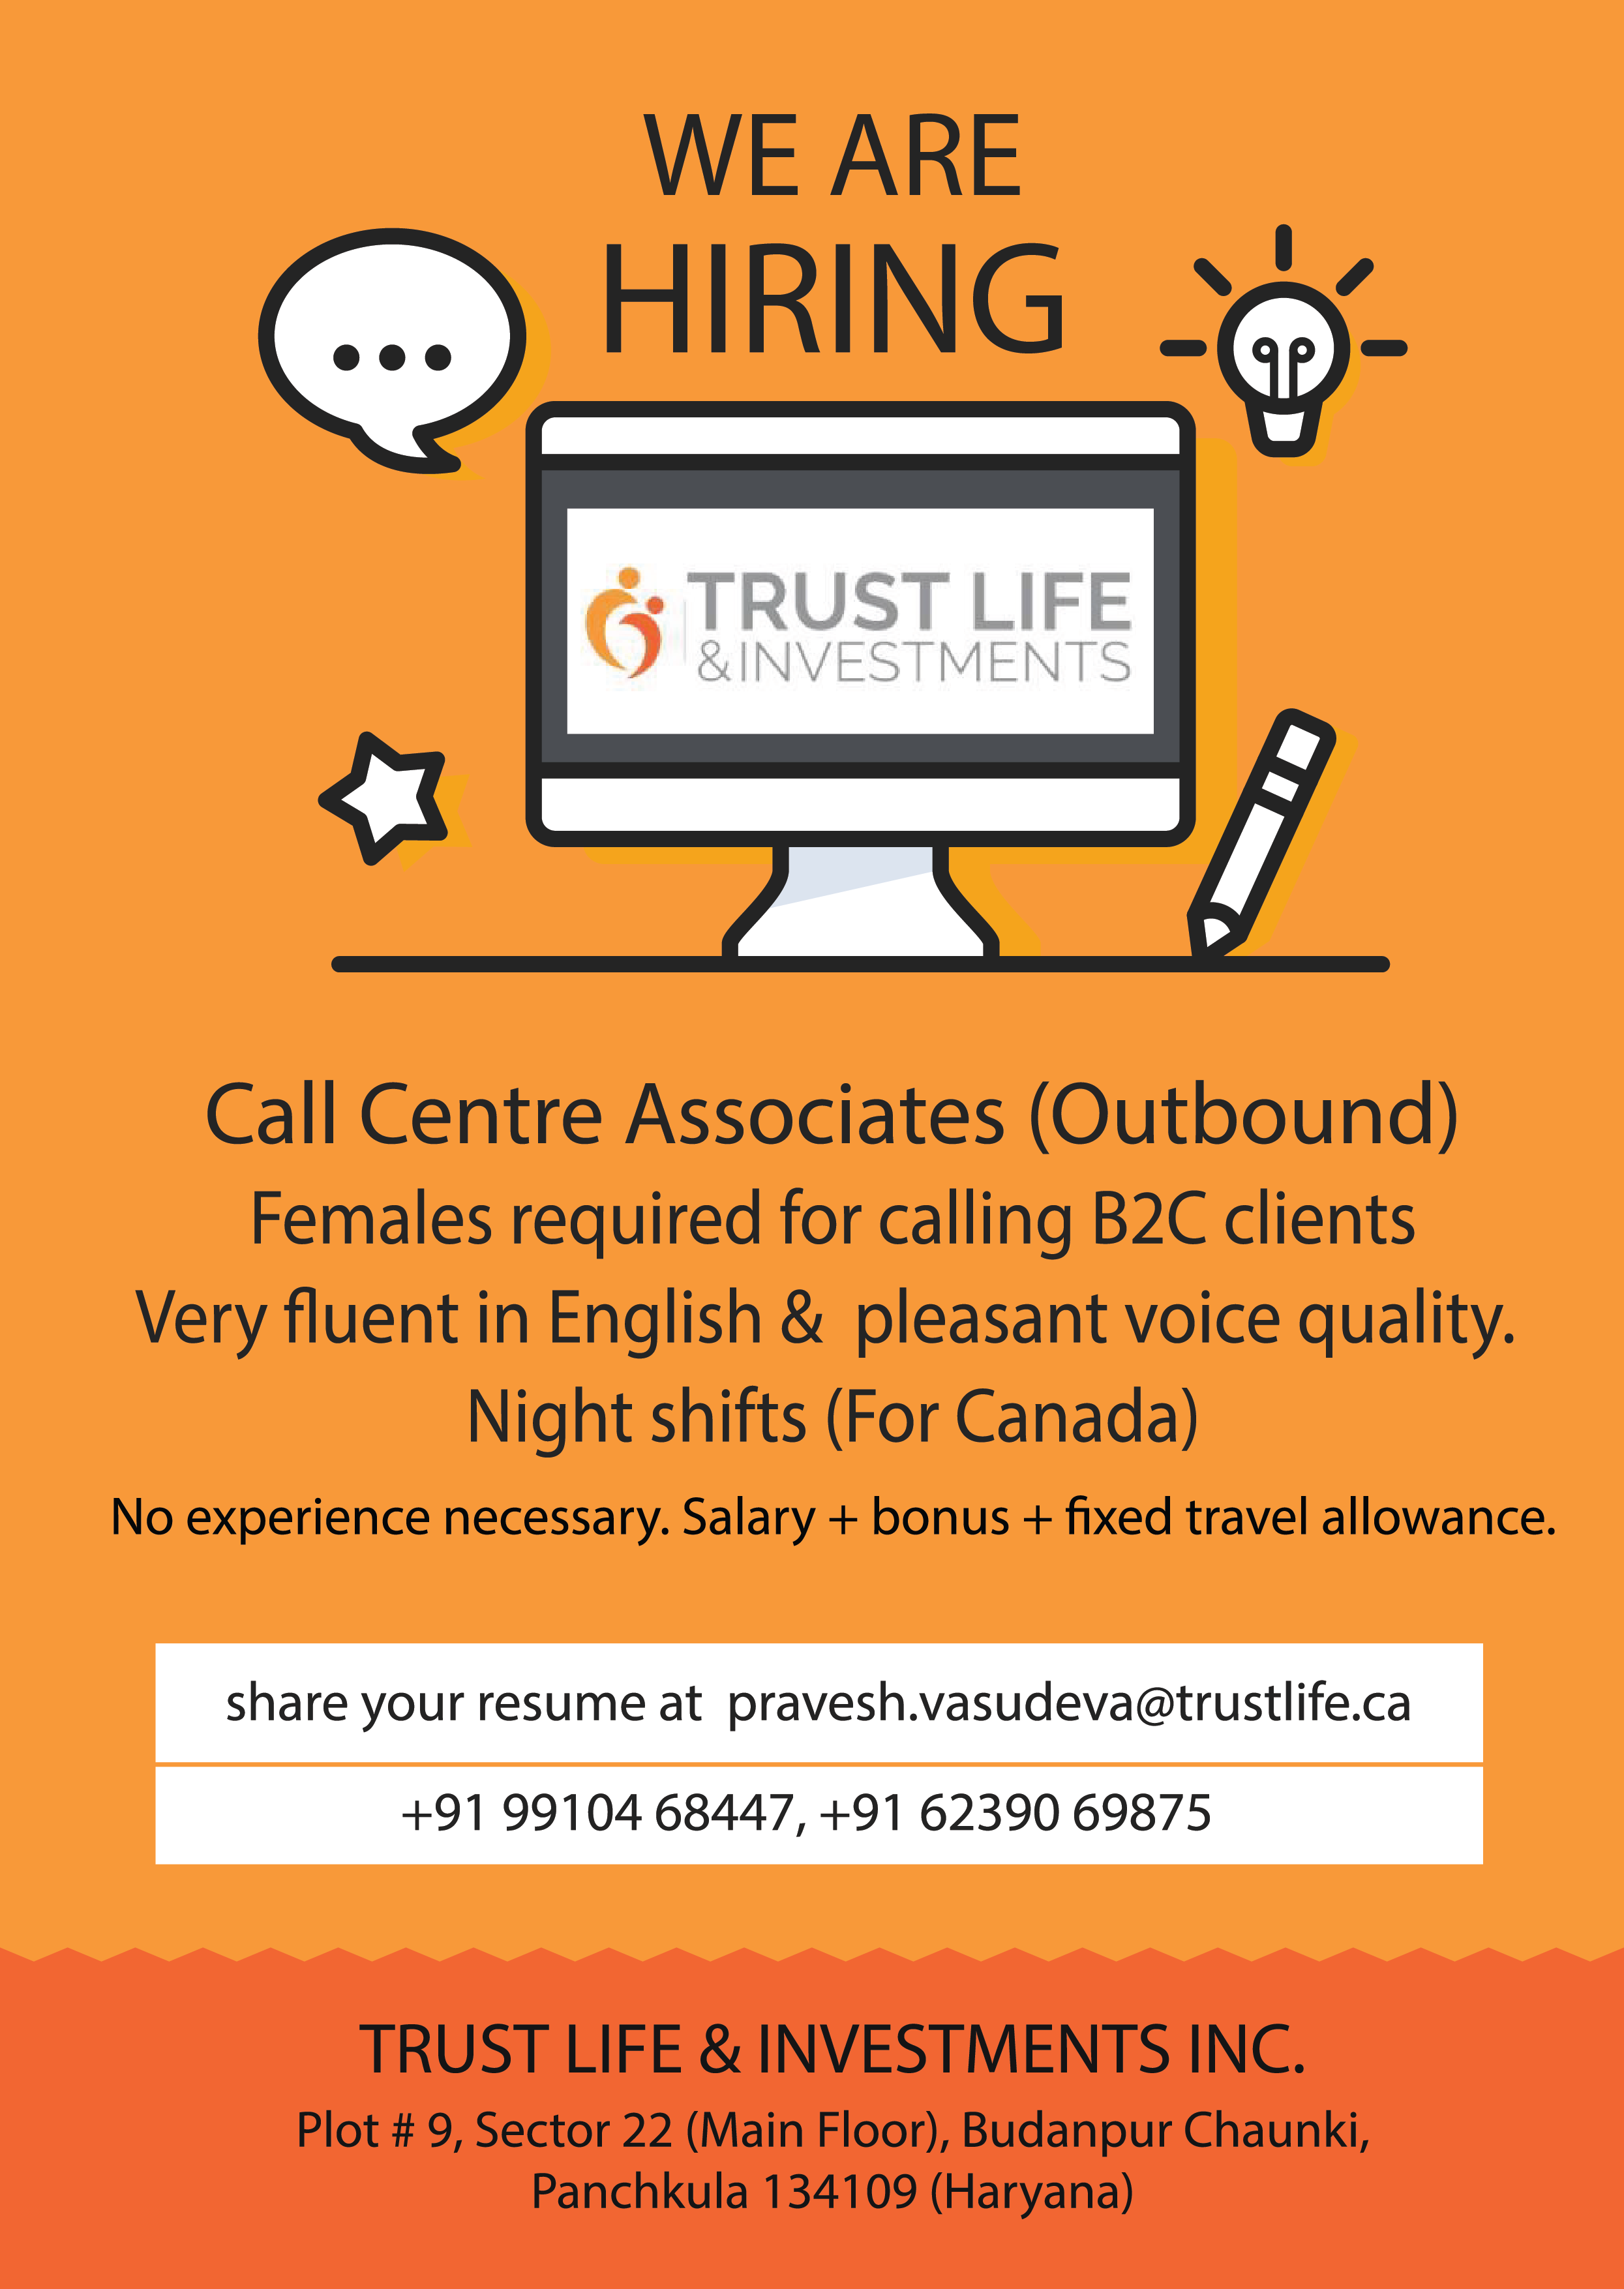 WE ARE
HIRING
TRUST LIFE
& INVESTMENTS
Call Centre Associates (Outbound)
Females required for calling B2C clients
Very fluent in English & pleasant voice quality.
Night shifts (For Canada)
No experience necessary. Salary + bonus + fixed travel allowance.
share your resume at pravesh.vasudeva@trustlife.ca
+91 99104 68447, +91 62390 69875
TRUST LIFE & INVESTMENTS INC.
Plot # 9, Sector 22 (Main Floor), Budanpur Chaunki,
Panchkula 134109 (Haryana)